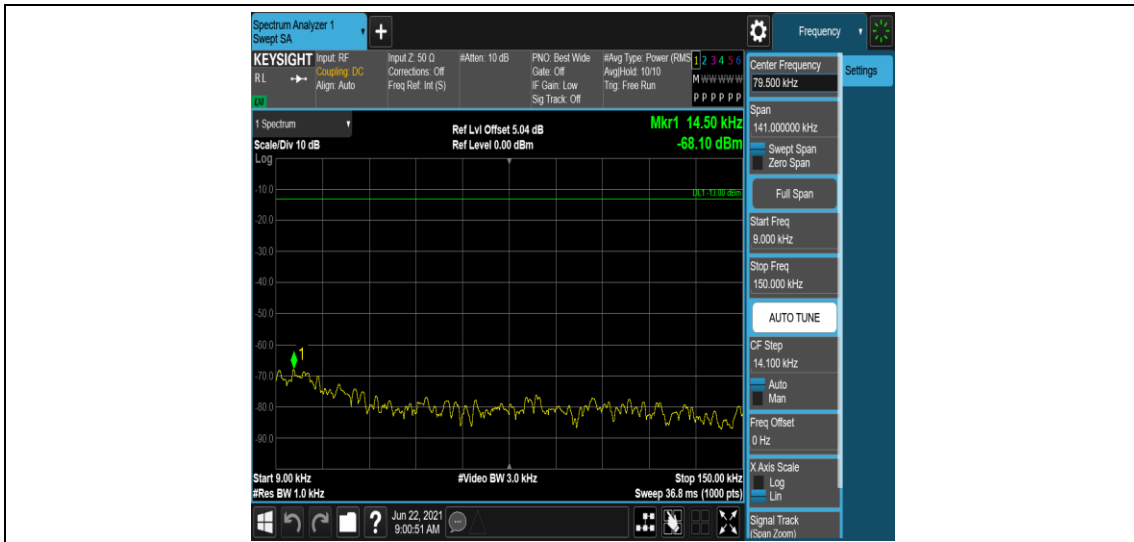 Spectrum Analyzer 1
Swept SA
Frequency
KEYSIGHT
RL
LXI
Input: RF
Coupling: DC
Align: Auto
Input Z: 50 Ω
Corrections: Off
Freq Ref: Int (S)
#Atten: 10 dB
PNO: Best Wide
Gate: Off
IF Gain: Low
Sig Track: Off
#Avg Type: Power (RMS
Avg|Hold: 10/10
Trig: Free Run
1 2 3 4 5 6
M W W W W W
P P P P P P
1 Spectrum
Scale/Div 10 dB
Ref Lvl Offset 5.04 dB
Ref Level 0.00 dBm
Mkr1 14.50 kHz
-68.10 dBm
Log
DL1 -13.00 dBm
-10.0
-20.0
-30.0
-40.0
-50.0
-60.0
1
-70.0
-80.0
-90.0
Start 9.00 kHz
#Video BW 3.0 kHz
Stop 150.00 kHz
#Res BW 1.0 kHz
Sweep 36.8 ms (1000 pts)
?
Jun 22, 2021
9:00:51 AM
Center Frequency
79.500 kHz
Settings
Span
141.000000 kHz
Swept Span
Zero Span
Full Span
Start Freq
9.000 kHz
Stop Freq
150.000 kHz
AUTO TUNE
CF Step
14.100 kHz
Auto
Man
Freq Offset
0 Hz
X Axis Scale
Log
Lin
Signal Track
(Span Zoom)